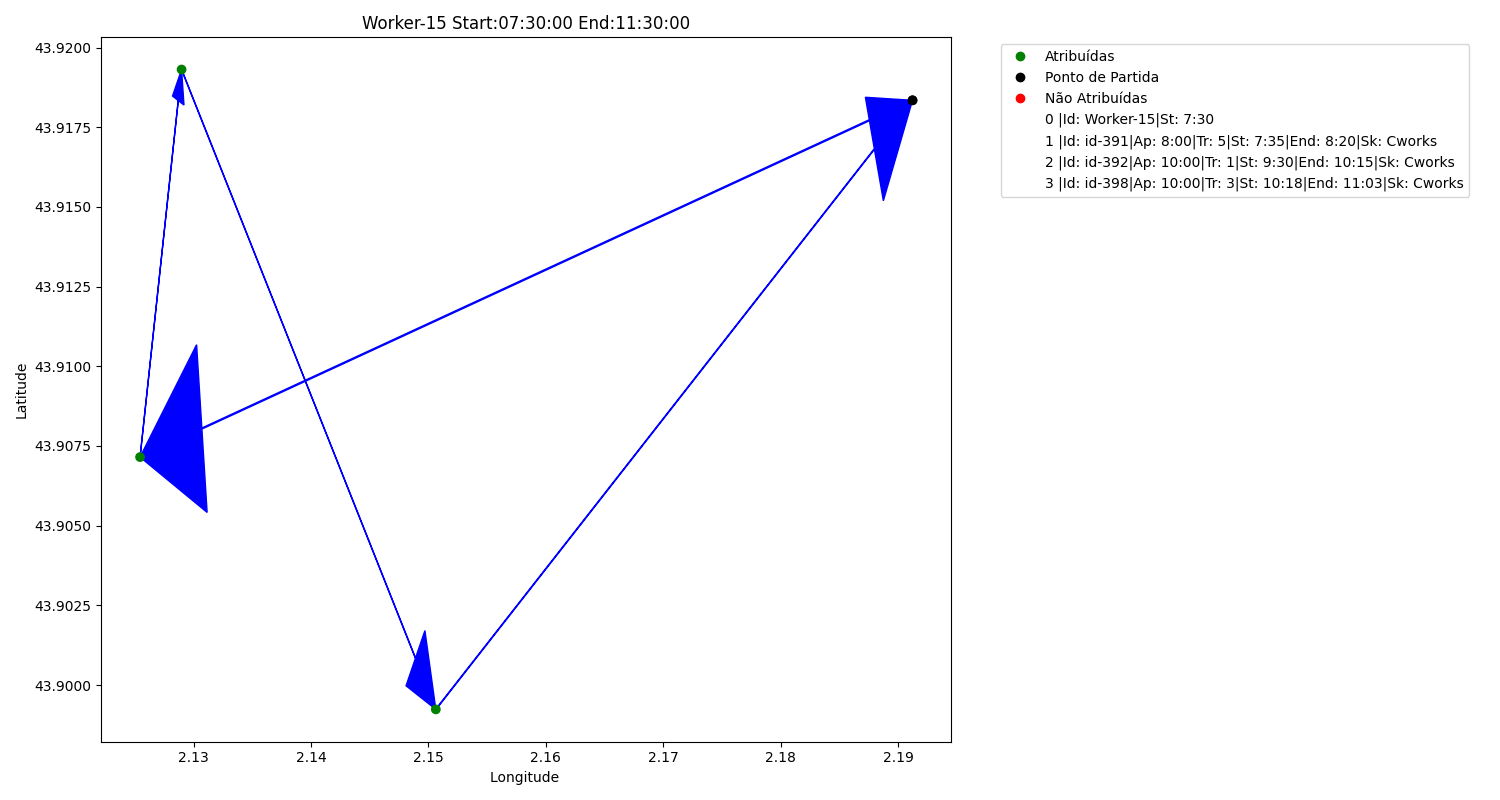 Worker-15 Start:07:30:00 End:11:30:00
43.9200
43.9175
43.9150
43.9125
43.9100
43.9075
43.9050
43.9025
43.9000
Latitude
2.13 2.14 2.15 2.16 2.17 2.18 2.19
Longitude
Atribuídas
Ponto de Partida
Não Atribuídas
0 |Id: Worker-15|St: 7:30
1 |Id: id-391|Ap: 8:00|Tr: 5|St: 7:35|End: 8:20|Sk: Cworks
2 |Id: id-392|Ap: 10:00|Tr: 1|St: 9:30|End: 10:15|Sk: Cworks
3 |Id: id-398|Ap: 10:00|Tr: 3|St: 10:18|End: 11:03|Sk: Cworks